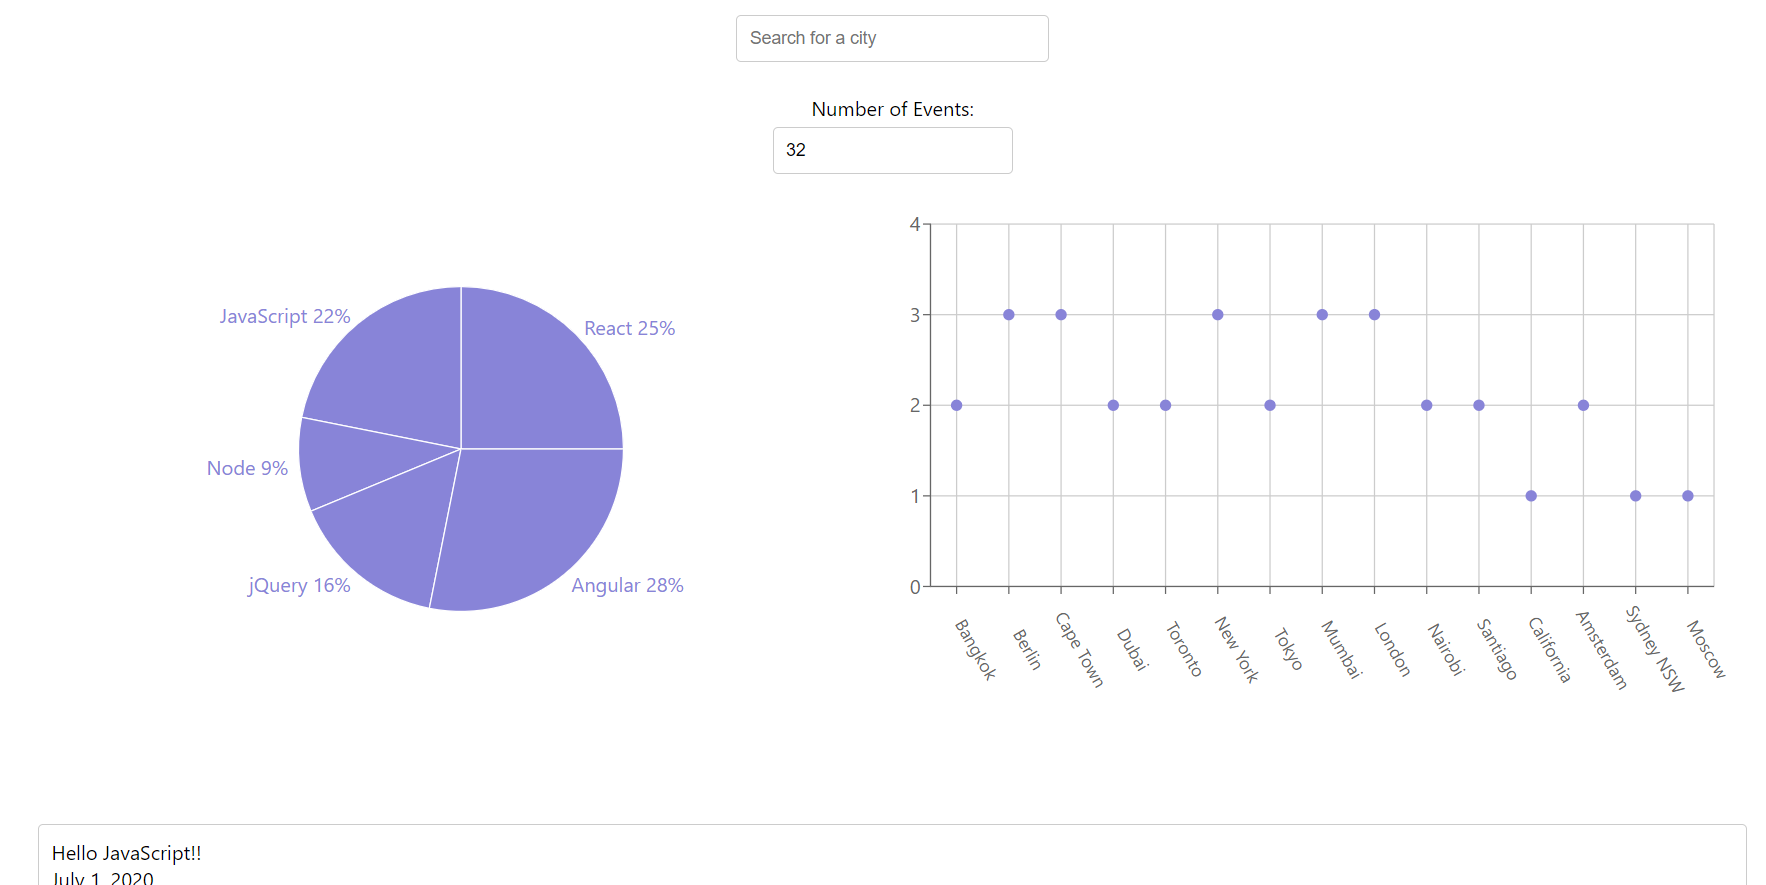 Search for a city
Number of Events:
32
JavaScript 22%
React 25%
Node 9%
jQuery 16%
Angular 28%
4
3
2
1
0
Bangkok
Berlin
Cape Town
Dubai
Toronto
New York
Tokyo
Mumbai
London
Nairobi
Santiago
California
Amsterdam
Sydney NSW
Moscow
Hello JavaScript!!
July 1, 2020